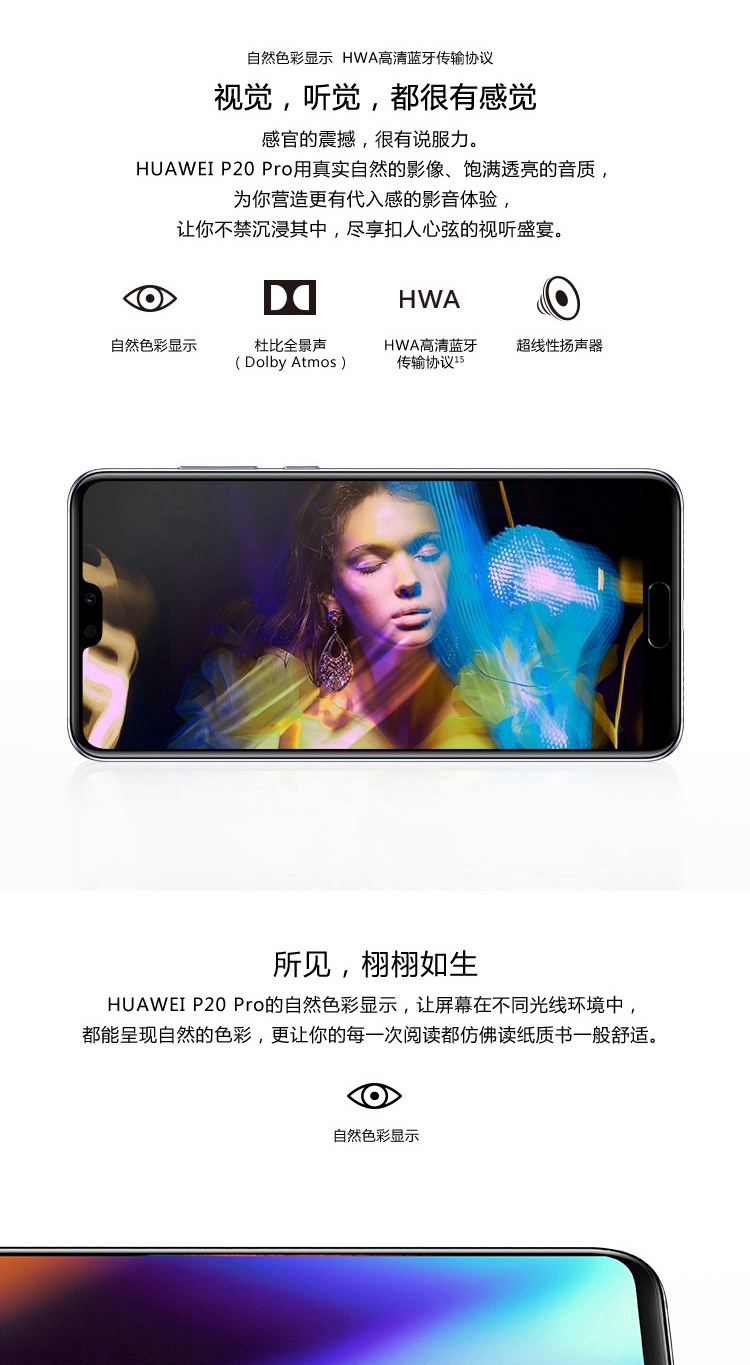 自然色彩显示 HWA高清蓝牙传输协议
视觉，听觉，都很有感觉
感官的震撼，很有说服力。
HUAWEI P20 Pro用真实自然的影像、饱满透亮的音质，
为你营造更有代入感的影音体验，
让你不禁沉浸其中，尽享扣人心弦的视听盛宴。
HWA
自然色彩显示
杜比全景声
（Dolby Atmos）
HWA高清蓝牙
传输协议15
超线性扬声器
所见，栩栩如生
HUAWEI P20 Pro的自然色彩显示，让屏幕在不同光线环境中，
都能呈现自然的色彩，更让你的每一次阅读都仿佛读纸质书一般舒适。
自然色彩显示